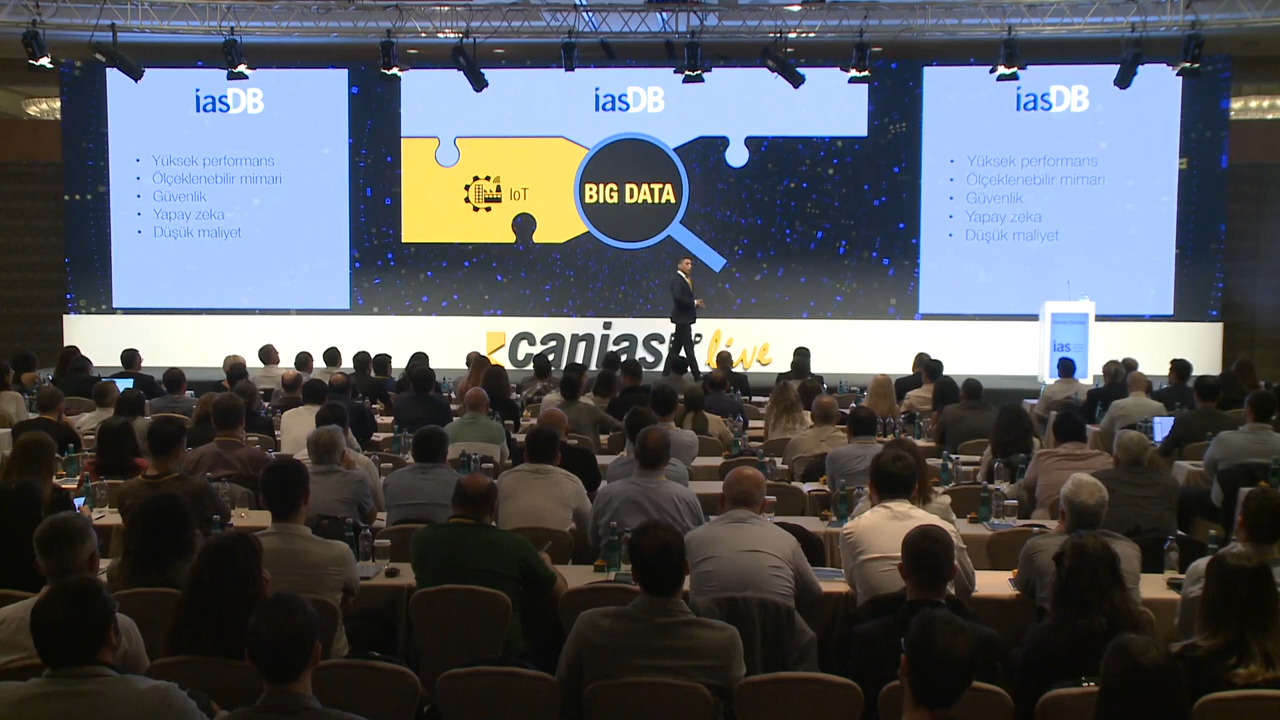 iasDB
• Yüksek performans
• Ölçeklenebilir mimari
• Güvenlik
• Yapay zeka
• Düşük maliyet
iasDB
IoT
BIG DATA
iasDB
• Yüksek performans
• Ölçeklenebilir mimari
• Güvenlik
• Yapay zeka
• Düşük maliyet
canias
live
ias